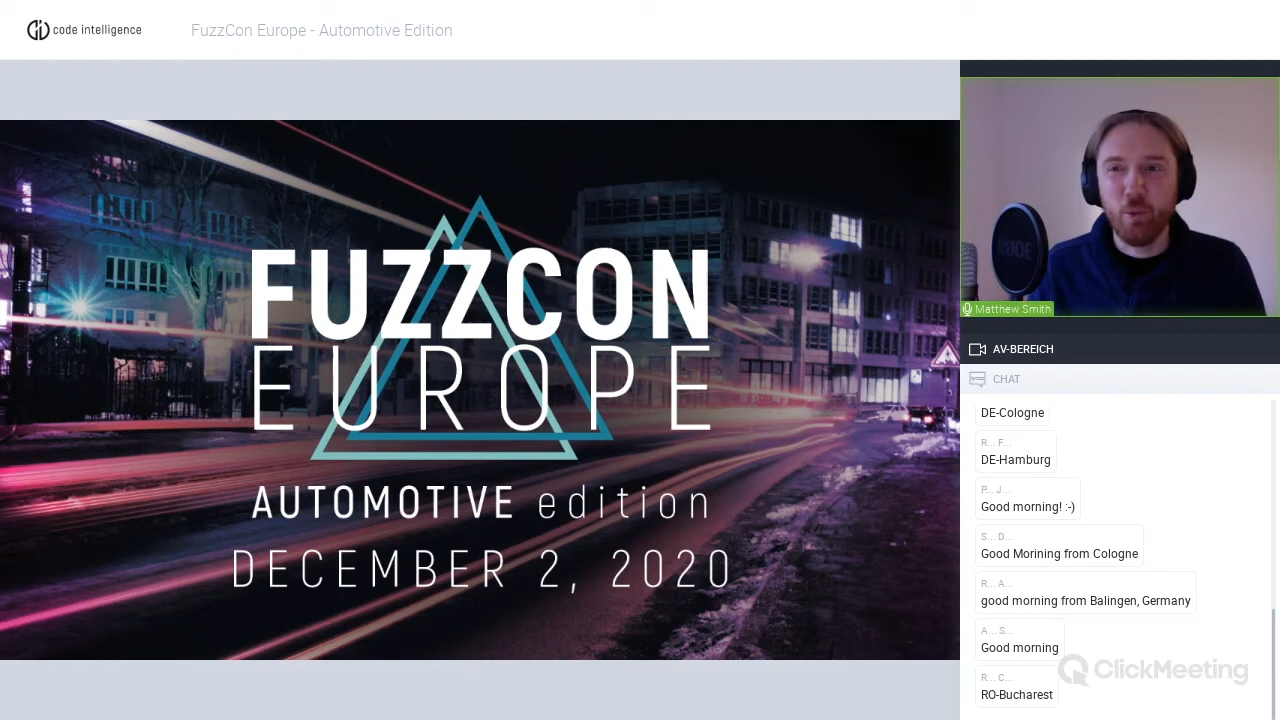 code intelligence
FuzzCon Europe - Automotive Edition
FUZZCON
EUROPE
AUTOMOTIVE edition
DECEMBER 2, 2020
RØDE
Matthew Smith
AV-BEREICH
CHAT
DE-Cologne
R... F...
DE-Hamburg
P... J...
Good morning! :-)
S... D...
Good Morining from Cologne
R... A...
good morning from Balingen, Germany
A... S...
Good morning
R... C...
RO-Bucharest
ClickMeeting